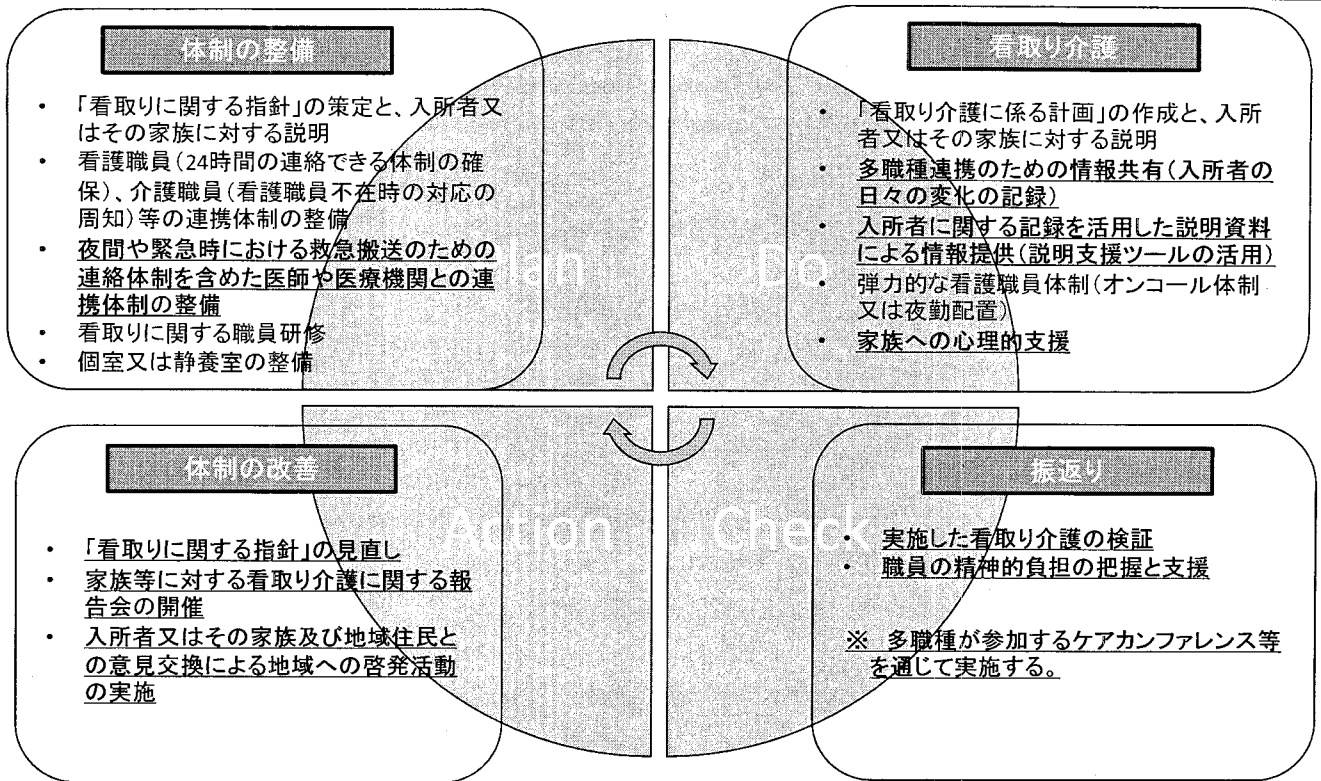 体制の整備
・「看取りに関する指針」の策定と、入所者又
はその家族に対する説明
・看護職員(24時間の連絡できる体制の確
保)、介護職員(看護職員不在時の対応の
周知)等の連携体制の整備
・夜間や緊急時における救急搬送のための
連絡体制を含めた医師や医療機関との連
携体制の整備
・看取りに関する職員研修
・個室又は静養室の整備
Plan
看取り介護
・「看取り介護に係る計画」の作成と、入所
者又はその家族に対する説明
・多職種連携のための情報共有(入所者の
日々の変化の記録)
・入所者に関する記録を活用した説明資料
による情報提供(説明支援ツールの活用)
・弾力的な看護職員体制(オンコール体制
又は夜勤配置)
・家族への心理的支援
Do
体制の改善
・「看取りに関する指針」の見直し
・家族等に対する看取り介護に関する報
告会の開催
・入所者又はその家族及び地域住民と
の意見交換による地域への啓発活動
の実施
Action
振返り
・実施した看取り介護の検証
・職員の精神的負担の把握と支援
※ 多職種が参加するケアカンファレンス等
を通じて実施する。
Check